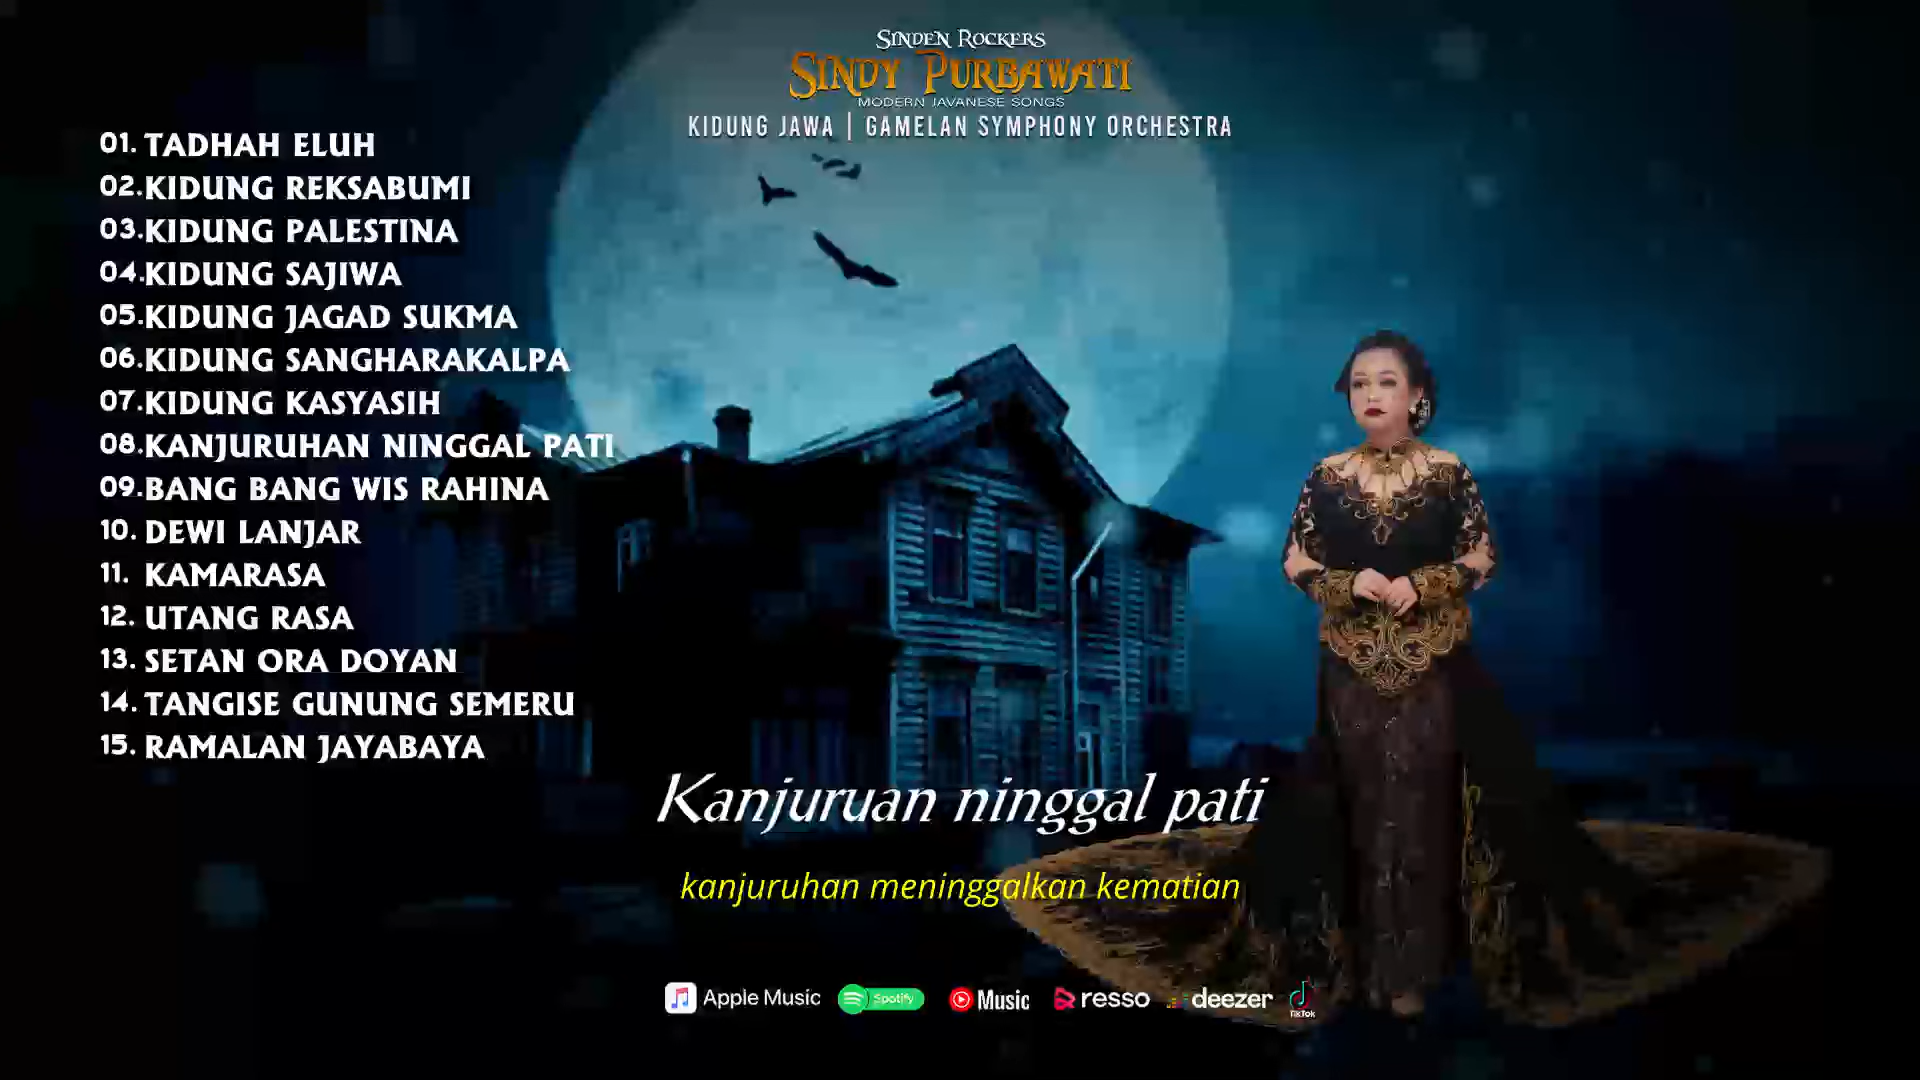 SINDEN ROCKERS
SINDY PURBAWATI
MODERN JAVANESE SONGS
KIDUNG JAWA | GAMELAN SYMPHONY ORCHESTRA
01. TADHAH ELUH
02.KIDUNG REKSABUMI
03.KIDUNG PALESTINA
04.KIDUNG SAJIWA
05.KIDUNG JAGAD SUKMA
06.KIDUNG SANGHARAKALPA
07.KIDUNG KASYASIH
08.KANJURUHAN NINGGAL PATI
09.BANG BANG WIS RAHINA
10. DEWI LANJAR
11. KAMARASA
12. UTANG RASA
13. SETAN ORA DOYAN
14. TANGISE GUNUNG SEMERU
15. RAMALAN JAYABAYA
Kanjuruan ninggal pati
kanjuruhan meninggalkan kematian
Apple Music Spotify Music resso deezer TikTok